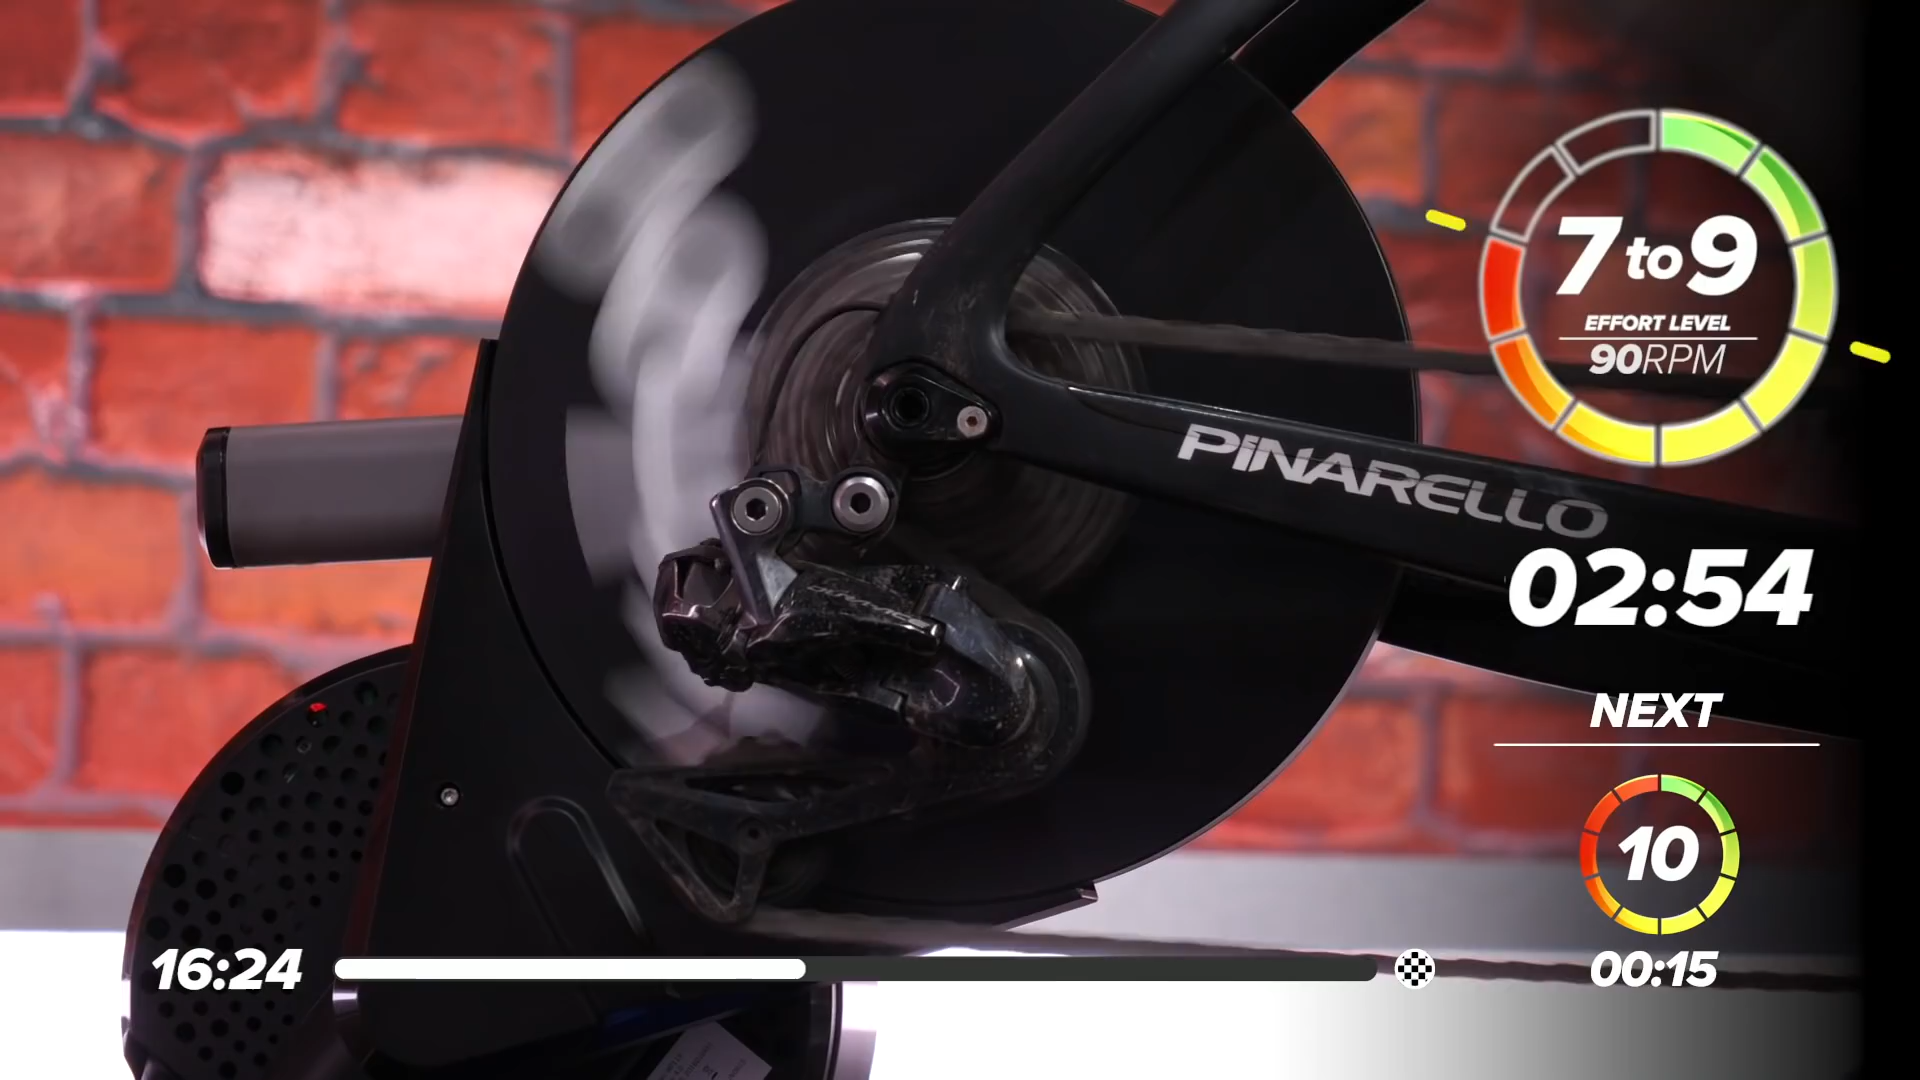 7 to 9
EFFORT LEVEL
90RPM
PINARELLO
02:54
NEXT
10
16:24
00:15